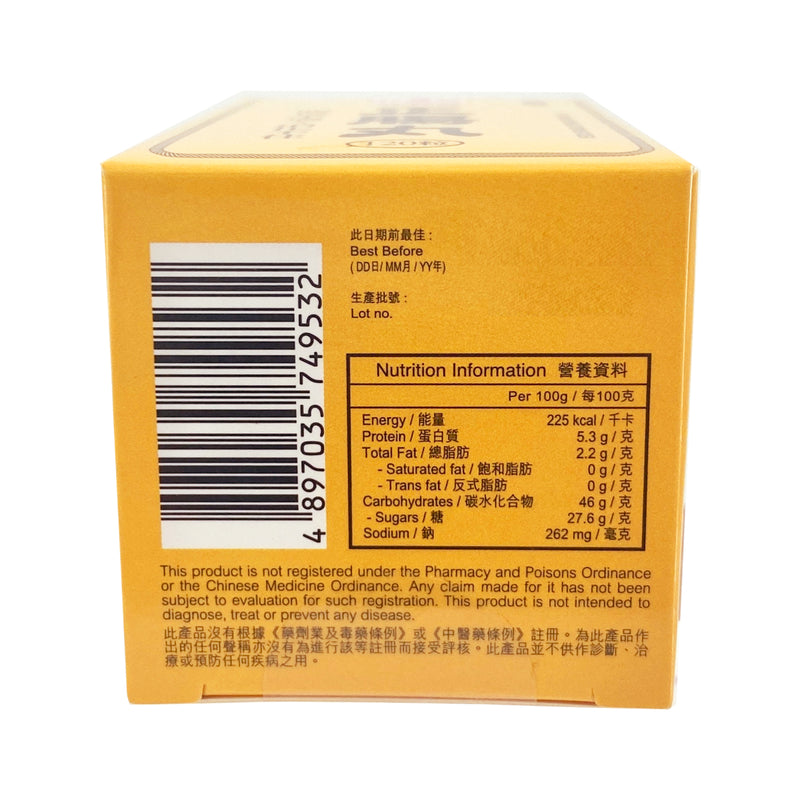 120粒
此日期前最佳：
Best Before
(DD日/ MM月 / YY年)
生產批號：
Lot no.
4 897035 749532
Nutrition Information 營養資料
Per 100g / 每100克
Energy / 能量 225 kcal / 千卡
Protein / 蛋白質 5.3 g / 克
Total Fat / 總脂肪 2.2 g / 克
- Saturated fat / 飽和脂肪 0 g / 克
- Trans fat / 反式脂肪 0 g / 克
Carbohydrates / 碳水化合物 46 g / 克
- Sugars / 糖 27.6 g / 克
Sodium / 鈉 262 mg / 毫克
This product is not registered under the Pharmacy and Poisons Ordinance
or the Chinese Medicine Ordinance. Any claim made for it has not been
subject to evaluation for such registration. This product is not intended to
diagnose, treat or prevent any disease.
此產品沒有根據《藥劑業及毒藥條例》或《中醫藥條例》註冊。為此產品作
出的任何聲稱亦沒有為進行該等註冊而接受評核。此產品並不供作診斷、治
療或預防任何疾病之用。